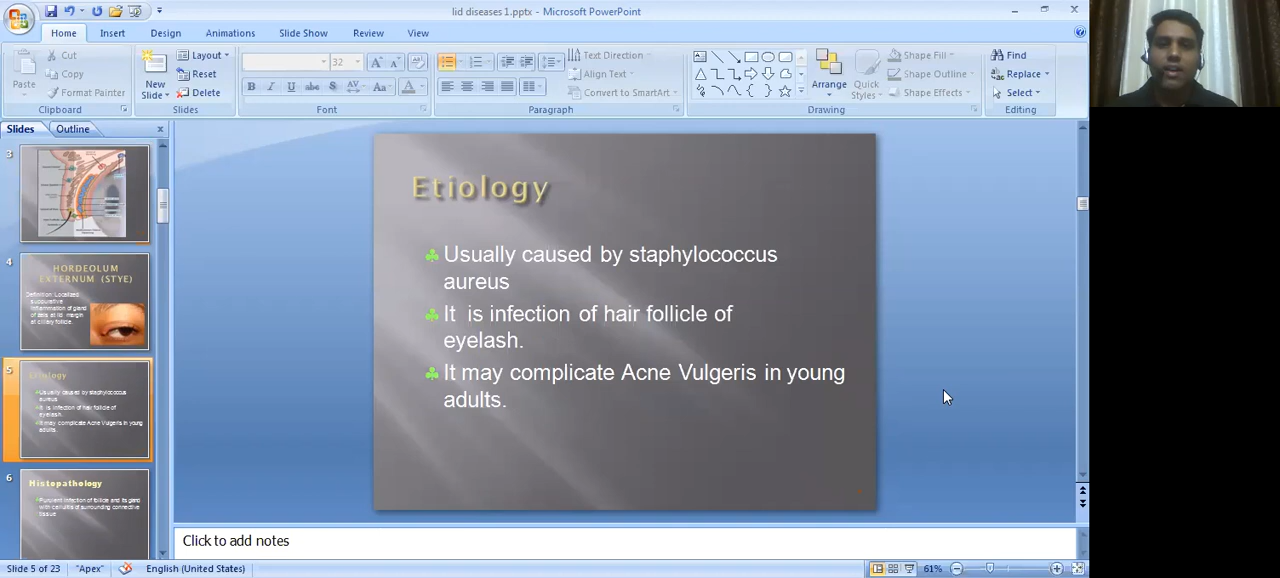 lid diseases 1.pptx - Microsoft PowerPoint
Home Insert Design Animations Slide Show Review View
Cut
Copy
Format Painter
Paste
Clipboard
New Slide
Layout
Reset
Delete
Slides
32
Font
Paragraph
Text Direction
Align Text
Convert to SmartArt
Arrange
Quick Styles
Shape Fill
Shape Outline
Shape Effects
Drawing
Find
Replace
Select
Editing
Slides Outline
3
4
HORDEOLUM
EXTERNUM (STYE)
Definition: Localized
suppurative
inflammation of gland
of
at lid margin
at ciliary follicle.
5
Etiology
Usually caused by staphylococcus
aureus
It is infection of hair follicle of
eyelash.
It may complicate Acne Vulgeris in young
adults.
6
Histopathology
Purulent infection of follicle and its gland
with cellulitis of surrounding connective
tissue
Etiology
Usually caused by staphylococcus
aureus
It is infection of hair follicle of
eyelash.
It may complicate Acne Vulgeris in young
adults.
Click to add notes
Slide 5 of 23 "Apex" English (United States) 61%